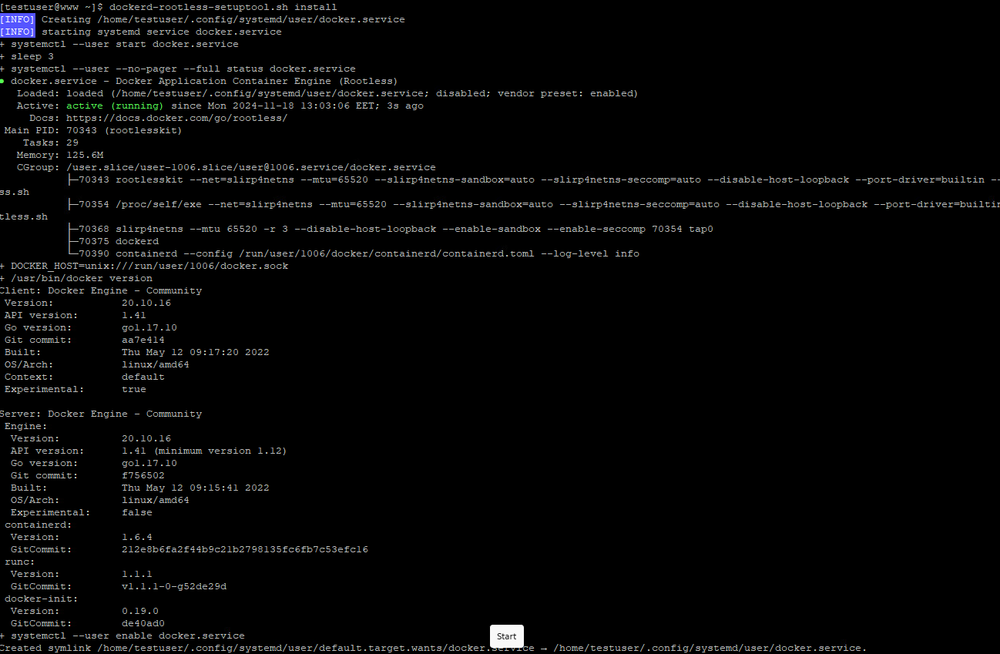 [testuser@www ~]$ dockerd-rootless-setuptool.sh install
[INFO] Creating /home/testuser/.config/systemd/user/docker.service
[INFO] starting systemd service docker.service
+ systemctl --user start docker.service
+ sleep 3
+ systemctl --user --no-pager --full status docker.service
● docker.service - Docker Application Container Engine (Rootless)
   Loaded: loaded (/home/testuser/.config/systemd/user/docker.service; disabled; vendor preset: enabled)
   Active: active (running) since Mon 2024-11-18 13:03:06 EET; 3s ago
     Docs: https://docs.docker.com/go/rootless/
 Main PID: 70343 (rootlesskit)
    Tasks: 29
   Memory: 125.6M
   CGroup: /user.slice/user-1006.slice/user@1006.service/docker.service
           ├─70343 rootlesskit --net=slirp4netns --mtu=65520 --slirp4netns-sandbox=auto --slirp4netns-seccomp=auto --disable-host-loopback --port-driver=builtin --
ss.sh
           ├─70354 /proc/self/exe --net=slirp4netns --mtu=65520 --slirp4netns-sandbox=auto --slirp4netns-seccomp=auto --disable-host-loopback --port-driver=builtin
tless.sh
           ├─70368 slirp4netns --mtu 65520 -r 3 --disable-host-loopback --enable-sandbox --enable-seccomp 70354 tap0
           ├─70375 dockerd
           └─70390 containerd --config /run/user/1006/docker/containerd/containerd.toml --log-level info
+ DOCKER_HOST=unix:///run/user/1006/docker.sock
+ /usr/bin/docker version
Client: Docker Engine - Community
 Version:           20.10.16
 API version:       1.41
 Go version:        go1.17.10
 Git commit:        aa7e414
 Built:             Thu May 12 09:17:20 2022
 OS/Arch:           linux/amd64
 Context:           default
 Experimental:      true

Server: Docker Engine - Community
 Engine:
  Version:          20.10.16
  API version:      1.41 (minimum version 1.12)
  Go version:       go1.17.10
  Git commit:       f756502
  Built:            Thu May 12 09:15:41 2022
  OS/Arch:          linux/amd64
  Experimental:     false
 containerd:
  Version:          1.6.4
  GitCommit:        212e8b6fa2f44b9c21b2798135fc6fb7c53efc16
 runc:
  Version:          1.1.1
  GitCommit:        v1.1.1-0-g52de29d
 docker-init:
  Version:          0.19.0
  GitCommit:        de40ad0
+ systemctl --user enable docker.service
Start
Created symlink /home/testuser/.config/systemd/user/default.target.wants/docker.service → /home/testuser/.config/systemd/user/docker.service.